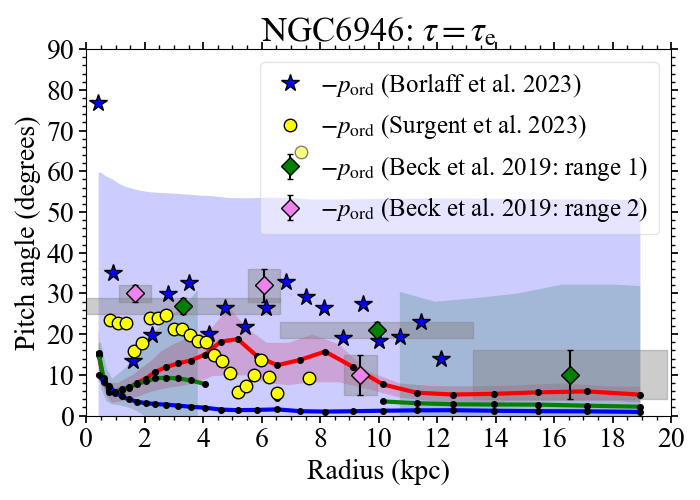 NGC6946: τ = τe
90
80
70
60
50
40
30
20
10
0
Pitch angle (degrees)
−pord (Borlaff et al. 2023)
−pord (Surgent et al. 2023)
−pord (Beck et al. 2019: range 1)
−pord (Beck et al. 2019: range 2)
0 2 4 6 8 10 12 14 16 18 20
Radius (kpc)